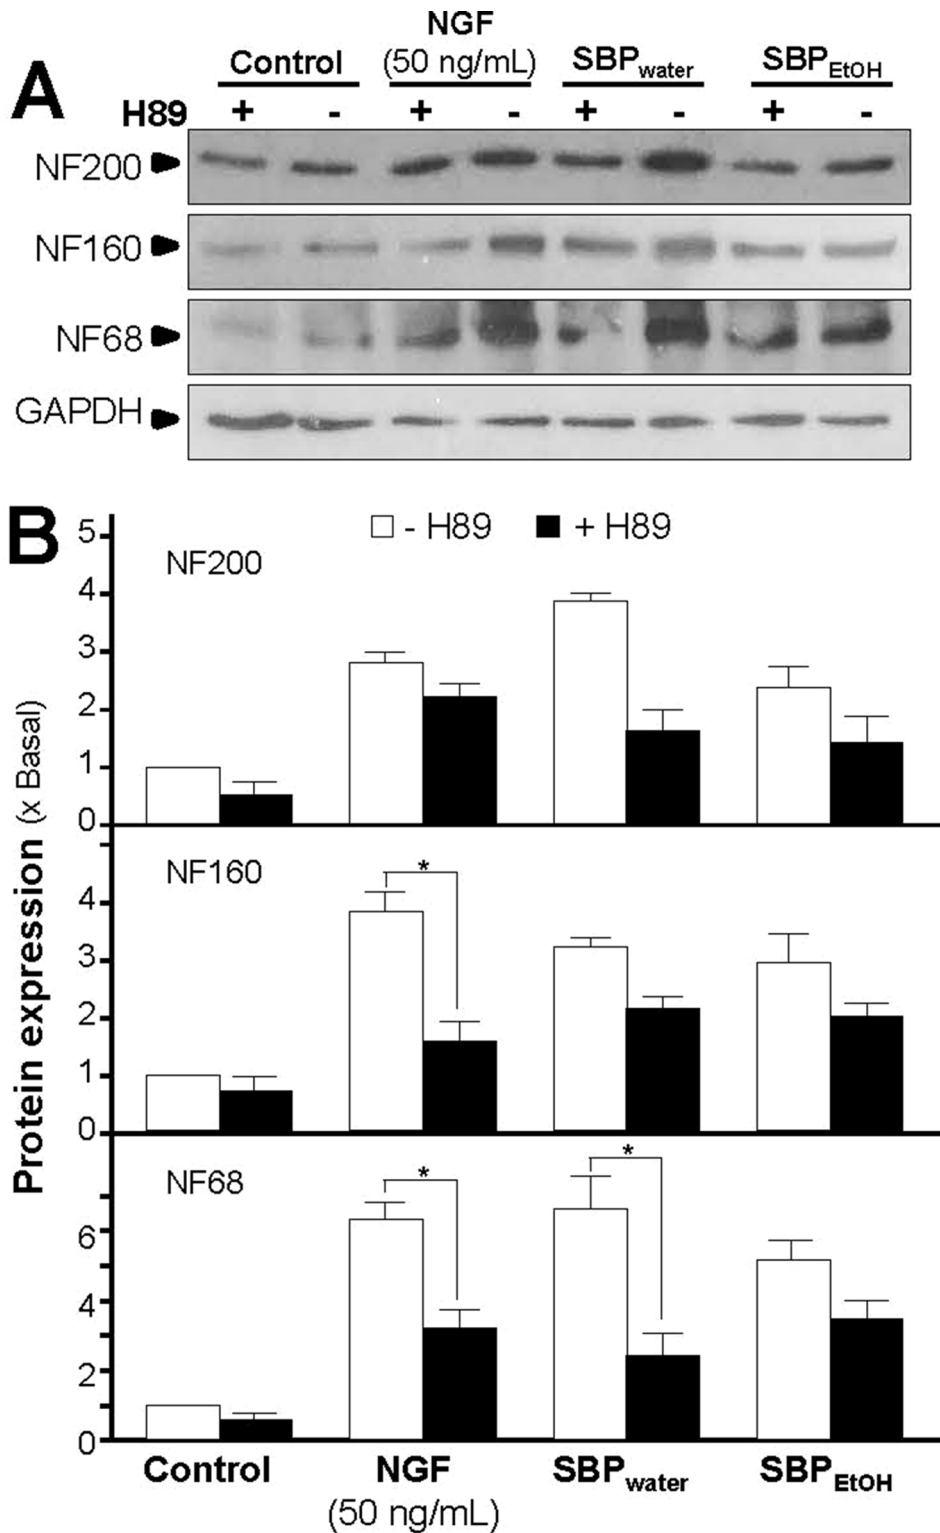 A
Control NGF (50 ng/mL) SBPwater SBPEtOH
H89 + - + - + - + -
NF200
NF160
NF68
GAPDH
B
- H89 + H89
Protein expression (x Basal)
NF200
5
4
3
2
1
0
NF160
4
3
2
1
0
NF68
6
4
2
0
*
*
*
Control NGF (50 ng/mL) SBPwater SBPEtOH